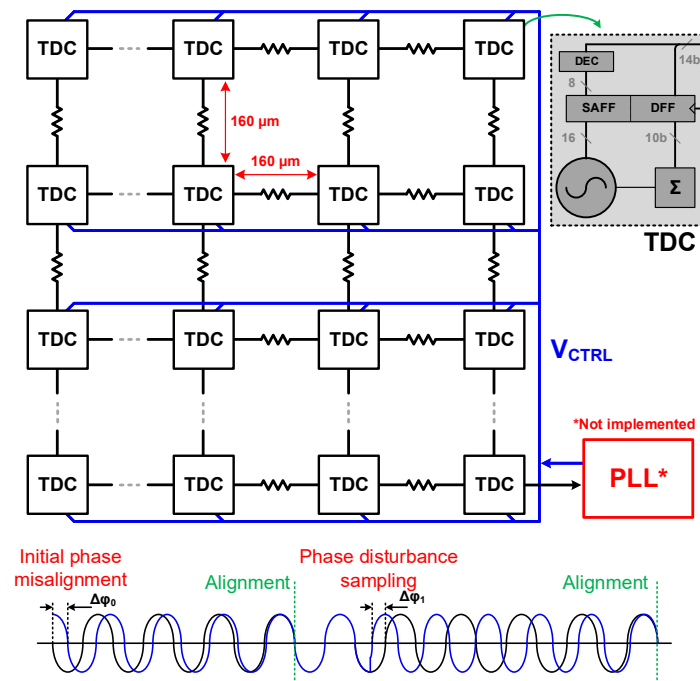 TDC TDC TDC TDC
DEC
14b
8
SAFF DFF
16 10b
Σ
TDC
160 µm
160 µm
TDC TDC TDC TDC
TDC TDC TDC TDC
VCTRL
*Not implemented
TDC TDC TDC TDC
PLL*
Initial phase
misalignment
Δφ0
Alignment
Phase disturbance
sampling
Δφ1
Alignment